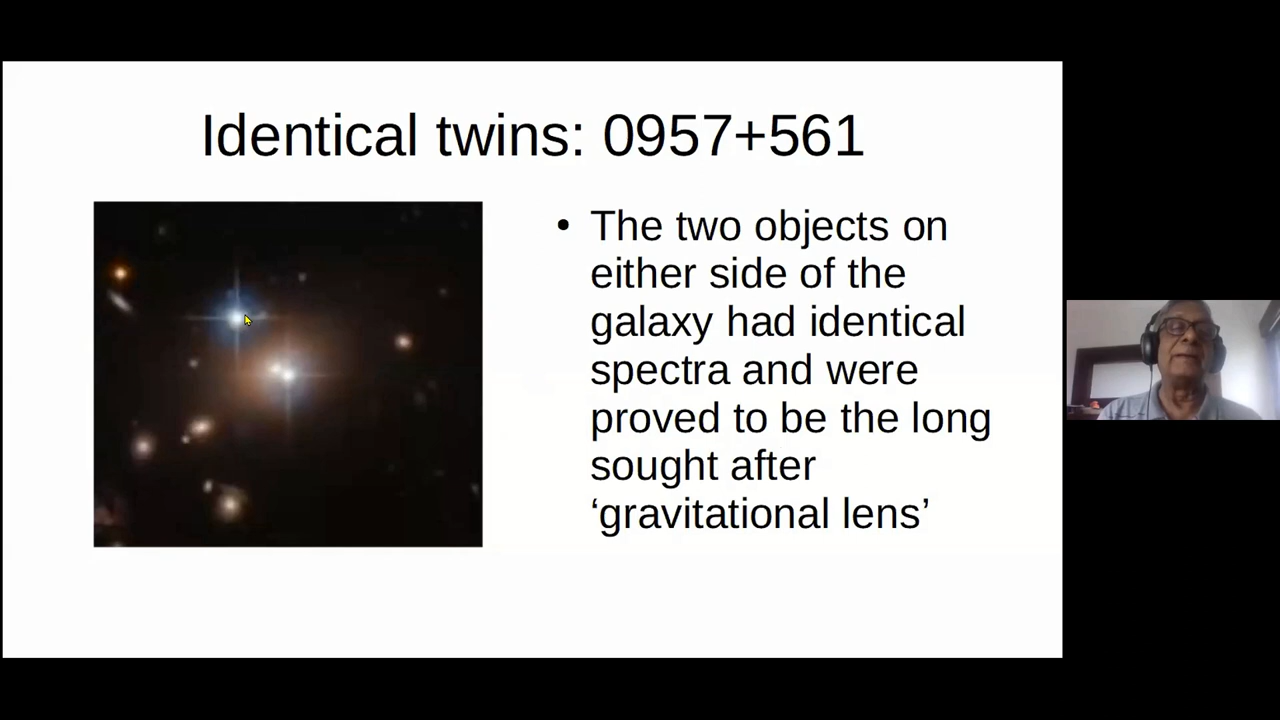 Identical twins: 0957+561
• The two objects on
either side of the
galaxy had identical
spectra and were
proved to be the long
sought after
‘gravitational lens’